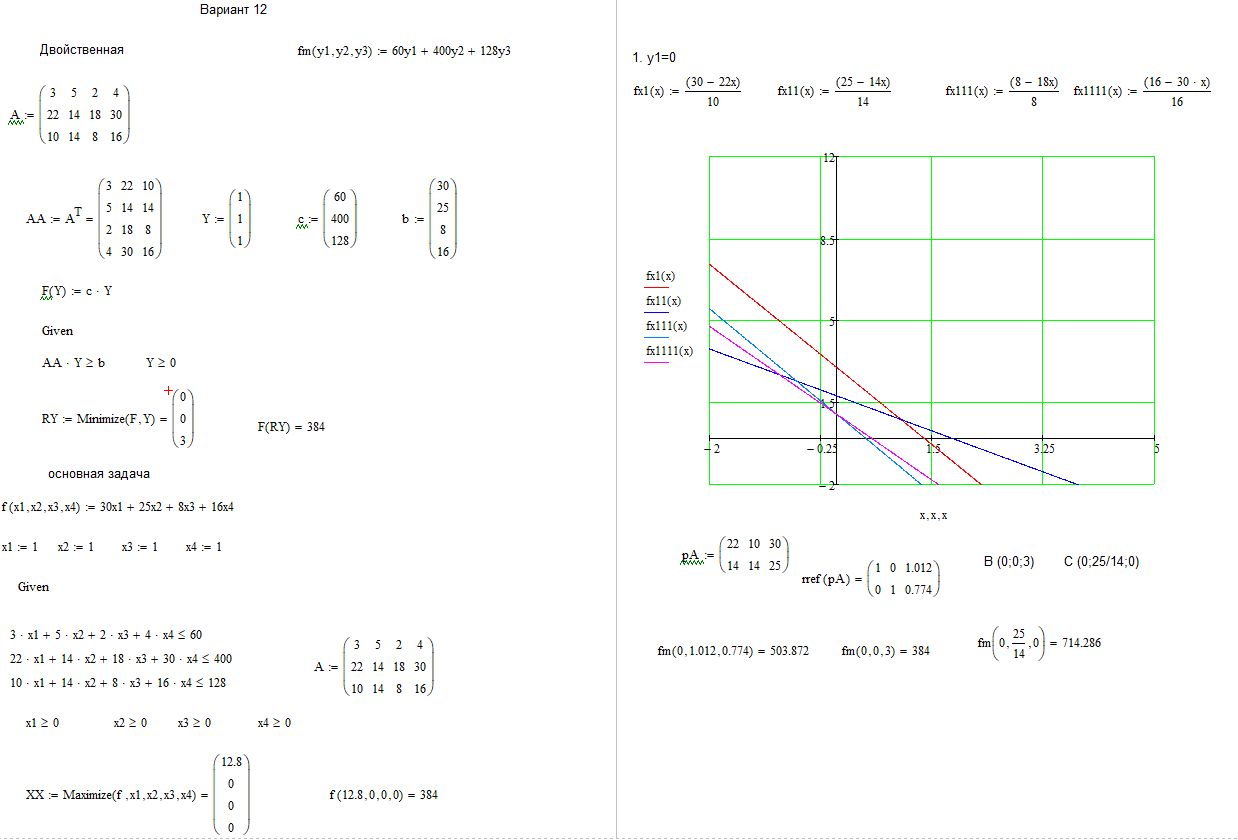 Вариант 12
Двойственная
fm(y1,y2,y3) := 60y1 + 400y2 + 128y3
A :=
3 5 2 4
22 14 18 30
10 14 8 16
AA := A^T =
3 22 10
5 14 14
2 18 8
4 30 16
Y :=
1
1
1
c :=
60
400
128
b :=
30
25
8
16
F(Y) := c · Y
Given
AA · Y ≥ b Y ≥ 0
RY := Minimize(F,Y) =
0
0
3
F(RY) = 384
основная задача
f(x1,x2,x3,x4) := 30x1 + 25x2 + 8x3 + 16x4
x1 := 1 x2 := 1 x3 := 1 x4 := 1
Given
3 · x1 + 5 · x2 + 2 · x3 + 4 · x4 ≤ 60
22 · x1 + 14 · x2 + 18 · x3 + 30 · x4 ≤ 400
10 · x1 + 14 · x2 + 8 · x3 + 16 · x4 ≤ 128
A :=
3 5 2 4
22 14 18 30
10 14 8 16
x1 ≥ 0 x2 ≥ 0 x3 ≥ 0 x4 ≥ 0
XX := Maximize(f,x1,x2,x3,x4) =
12.8
0
0
0
f(12.8,0,0,0) = 384
1. y1=0
fx1(x) := (30 − 22x)
10
fx11(x) := (25 − 14x)
14
fx111(x) := (8 − 18x)
8
fx1111(x) := (16 − 30 · x)
16
12
8.5
5
1.5
−2
−2 −0.25 1.5 3.25 5
fx1(x)
fx11(x)
fx111(x)
fx1111(x)
x,x,x
pA :=
22 10 30
14 14 25
rref(pA) =
1 0 1.012
0 1 0.774
B (0;0;3) C (0;25/14;0)
fm(0,1.012,0.774) = 503.872 fm(0,0,3) = 384
fm(0, 25/14, 0) = 714.286